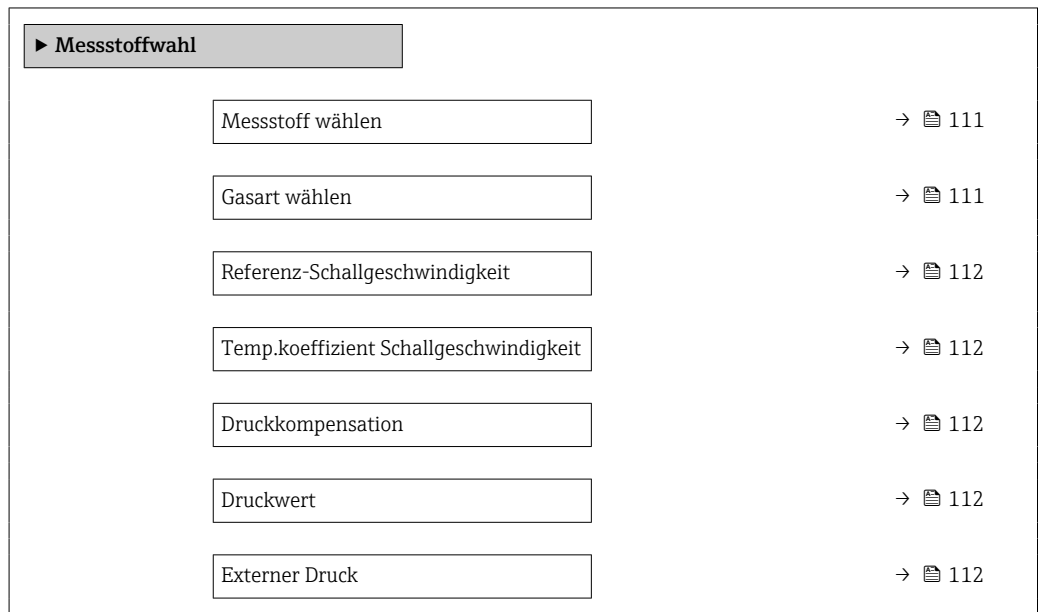 ▶ Messstoffwahl
Messstoff wählen → 111
Gasart wählen → 111
Referenz-Schallgeschwindigkeit → 112
Temp.koeffizient Schallgeschwindigkeit → 112
Druckkompensation → 112
Druckwert → 112
Externer Druck → 112